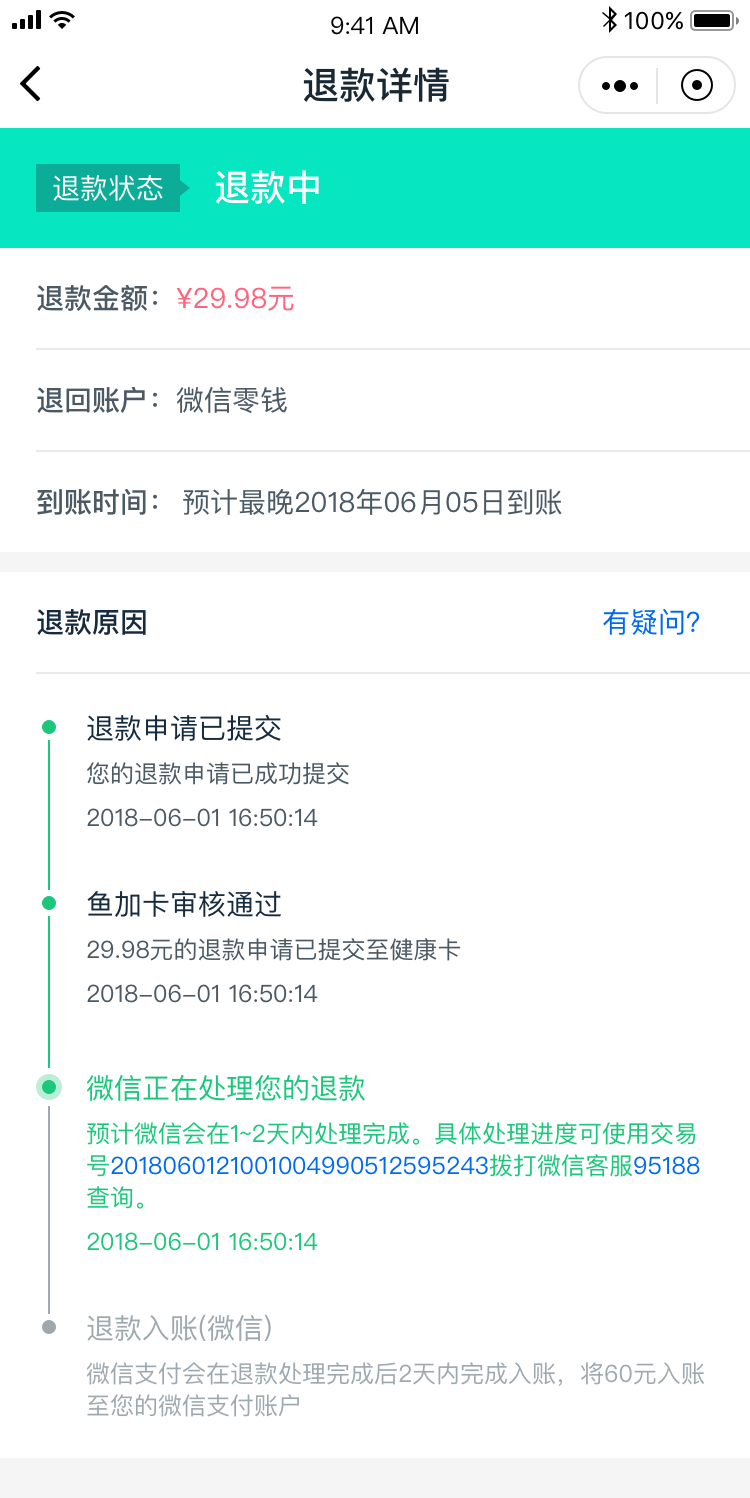 9:41 AM
100%
退款详情
退款状态
退款中
退款金额：¥29.98元
退回账户：微信零钱
到账时间：预计最晚2018年06月05日到账
退款原因
有疑问?
退款申请已提交
您的退款申请已成功提交
2018-06-01 16:50:14
鱼加卡审核通过
29.98元的退款申请已提交至健康卡
2018-06-01 16:50:14
微信正在处理您的退款
预计微信会在1~2天内处理完成。具体处理进度可使用交易
号2018060121001004990512595243拨打微信客服95188
查询。
2018-06-01 16:50:14
退款入账(微信)
微信支付会在退款处理完成后2天内完成入账，将60元入账
至您的微信支付账户